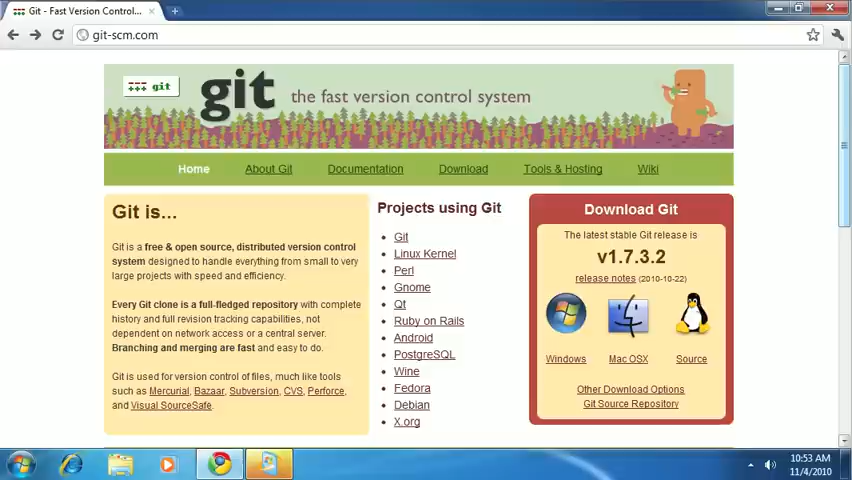 Git - Fast Version Control...
git-scm.com
git
git the fast version control system
Home About Git Documentation Download Tools & Hosting Wiki
Git is...
Git is a free & open source, distributed version control
system designed to handle everything from small to very
large projects with speed and efficiency.
Every Git clone is a full-fledged repository with complete
history and full revision tracking capabilities, not
dependent on network access or a central server.
Branching and merging are fast and easy to do.
Git is used for version control of files, much like tools
such as Mercurial, Bazaar, Subversion, CVS, Perforce,
and Visual SourceSafe.
Projects using Git
Git
Linux Kernel
Perl
Gnome
Qt
Ruby on Rails
Android
PostgreSQL
Wine
Fedora
Debian
X.org
Download Git
The latest stable Git release is
v1.7.3.2
release notes (2010-10-22)
Windows Mac OSX Source
Other Download Options
Git Source Repository
10:53 AM
11/4/2010